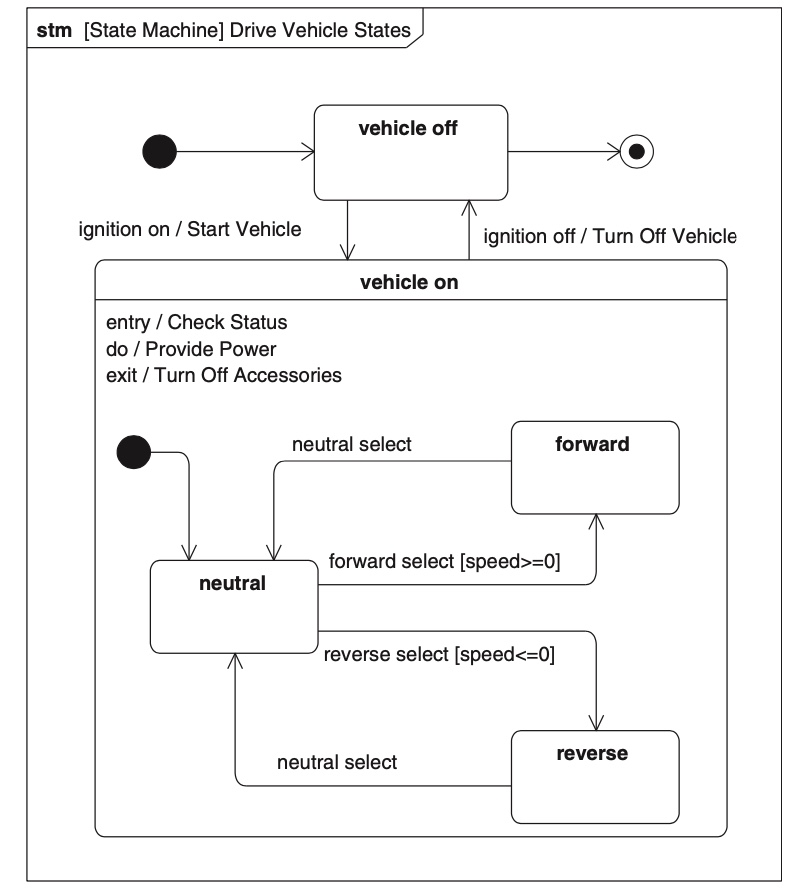 stm [State Machine] Drive Vehicle States
vehicle off
ignition on / Start Vehicle
ignition off / Turn Off Vehicle
vehicle on
entry / Check Status
do / Provide Power
exit / Turn Off Accessories
neutral select
forward
forward select [speed>=0]
neutral
reverse select [speed<=0]
reverse
neutral select